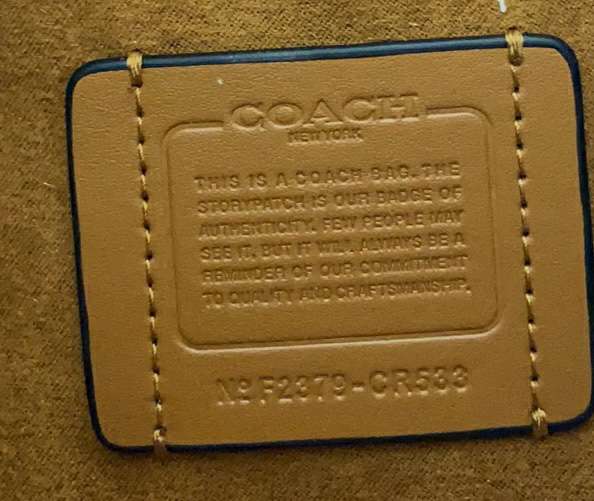 COACH
NEW YORK
THIS IS A COACH BAG. THE
STORYPATCH IS OUR BADGE OF
AUTHENTICITY. FEW PEOPLE MAY
SEE IT, BUT IT WILL ALWAYS BE A
REMINDER OF OUR COMMITMENT
TO QUALITY AND CRAFTSMANSHIP.
Nº F2379-CR533